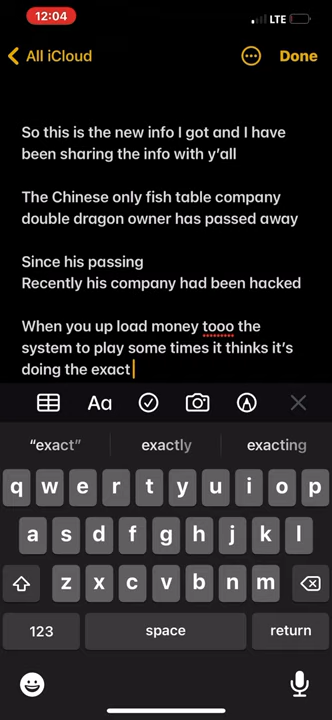 12:04
LTE
All iCloud
Done
So this is the new info I got and I have
been sharing the info with y'all
The Chinese only fish table company
double dragon owner has passed away
Since his passing
Recently his company had been hacked
When you up load money tooo the
system to play some times it thinks it's
doing the exact
Aa
"exact" exactly exacting
q w e r t y u i o p
a s d f g h j k l
z x c v b n m
123 space return